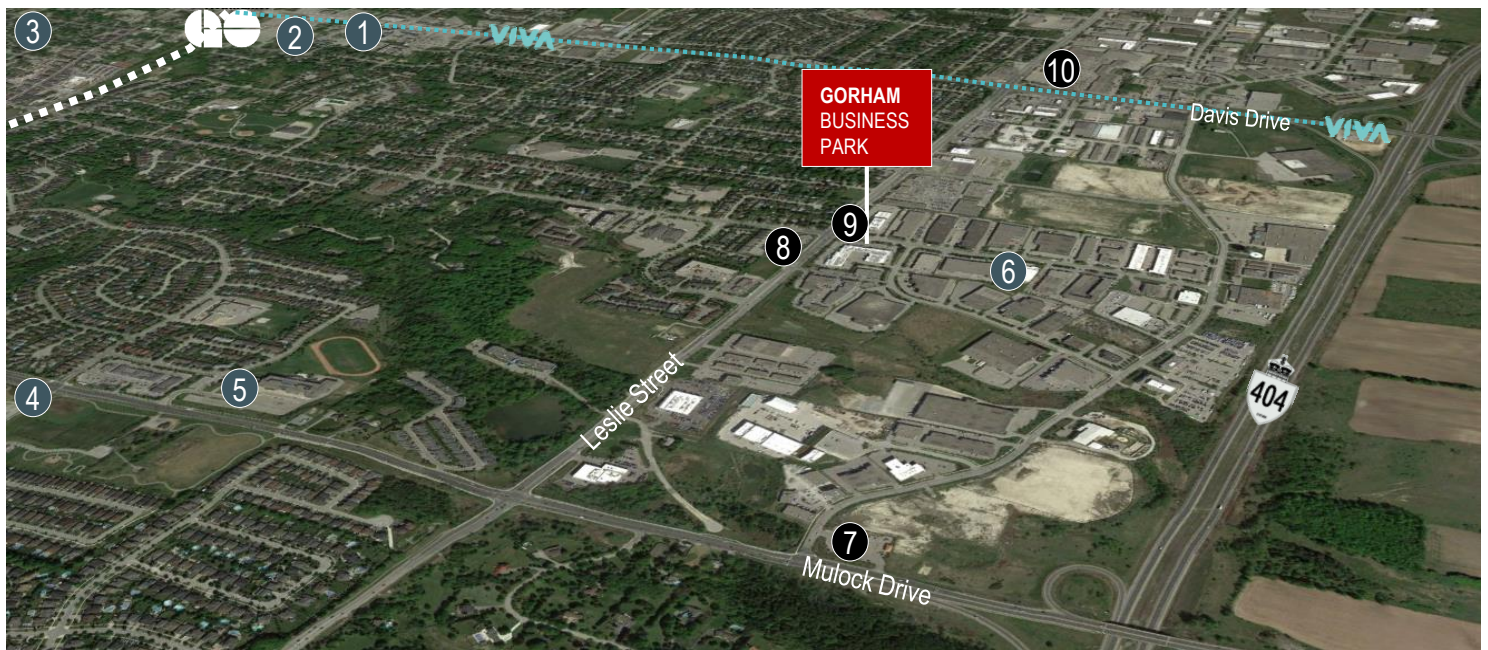 3
GO
2
1
VIVA
10
GORHAM
BUSINESS
PARK
Davis Drive
VIVA
9
8
6
404
Leslie Street
5
4
7
Mulock Drive